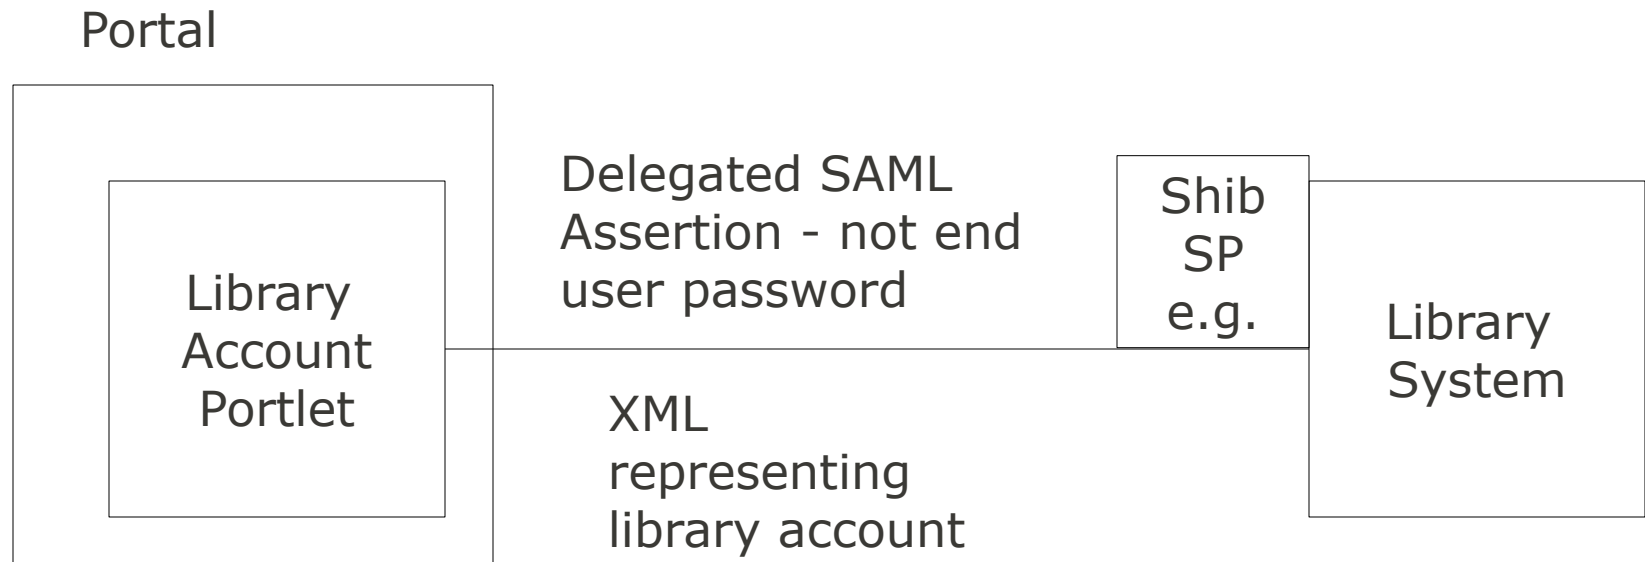 Portal
Library
Account
Portlet
Delegated SAML
Assertion - not end
user password
XML
representing
library account
Shib
SP
e.g.
Library
System